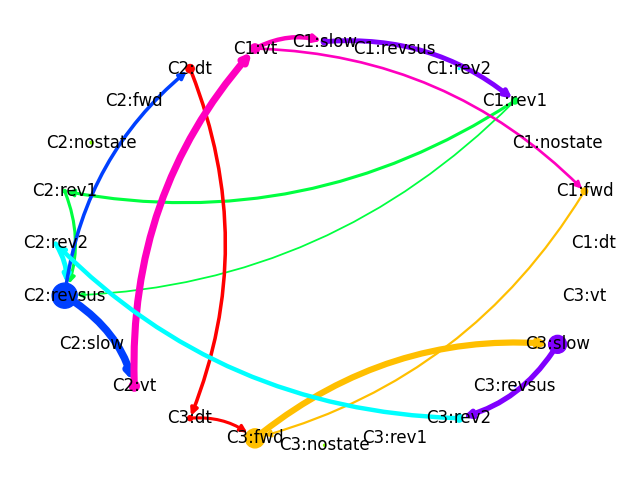 C1:slow
C1:vt
C1:revsus
C2:dt
C1:rev2
C2:fwd
C1:rev1
C2:nostate
C1:nostate
C2:rev1
C1:fwd
C2:rev2
C1:dt
C2:revsus
C3:vt
C2:slow
C3:slow
C2:vt
C3:revsus
C3:dt
C3:rev2
C3:fwd
C3:rev1
C3:nostate